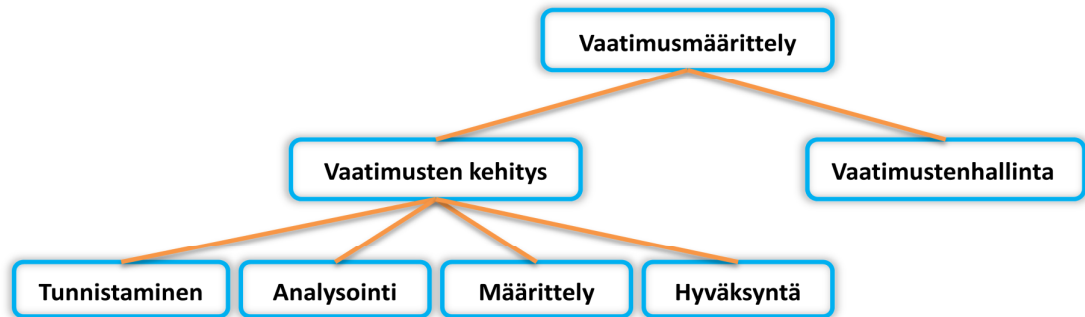 Vaatimusmäärittely
Vaatimusten kehitys
Vaatimustenhallinta
Tunnistaminen
Analysointi
Määrittely
Hyväksyntä